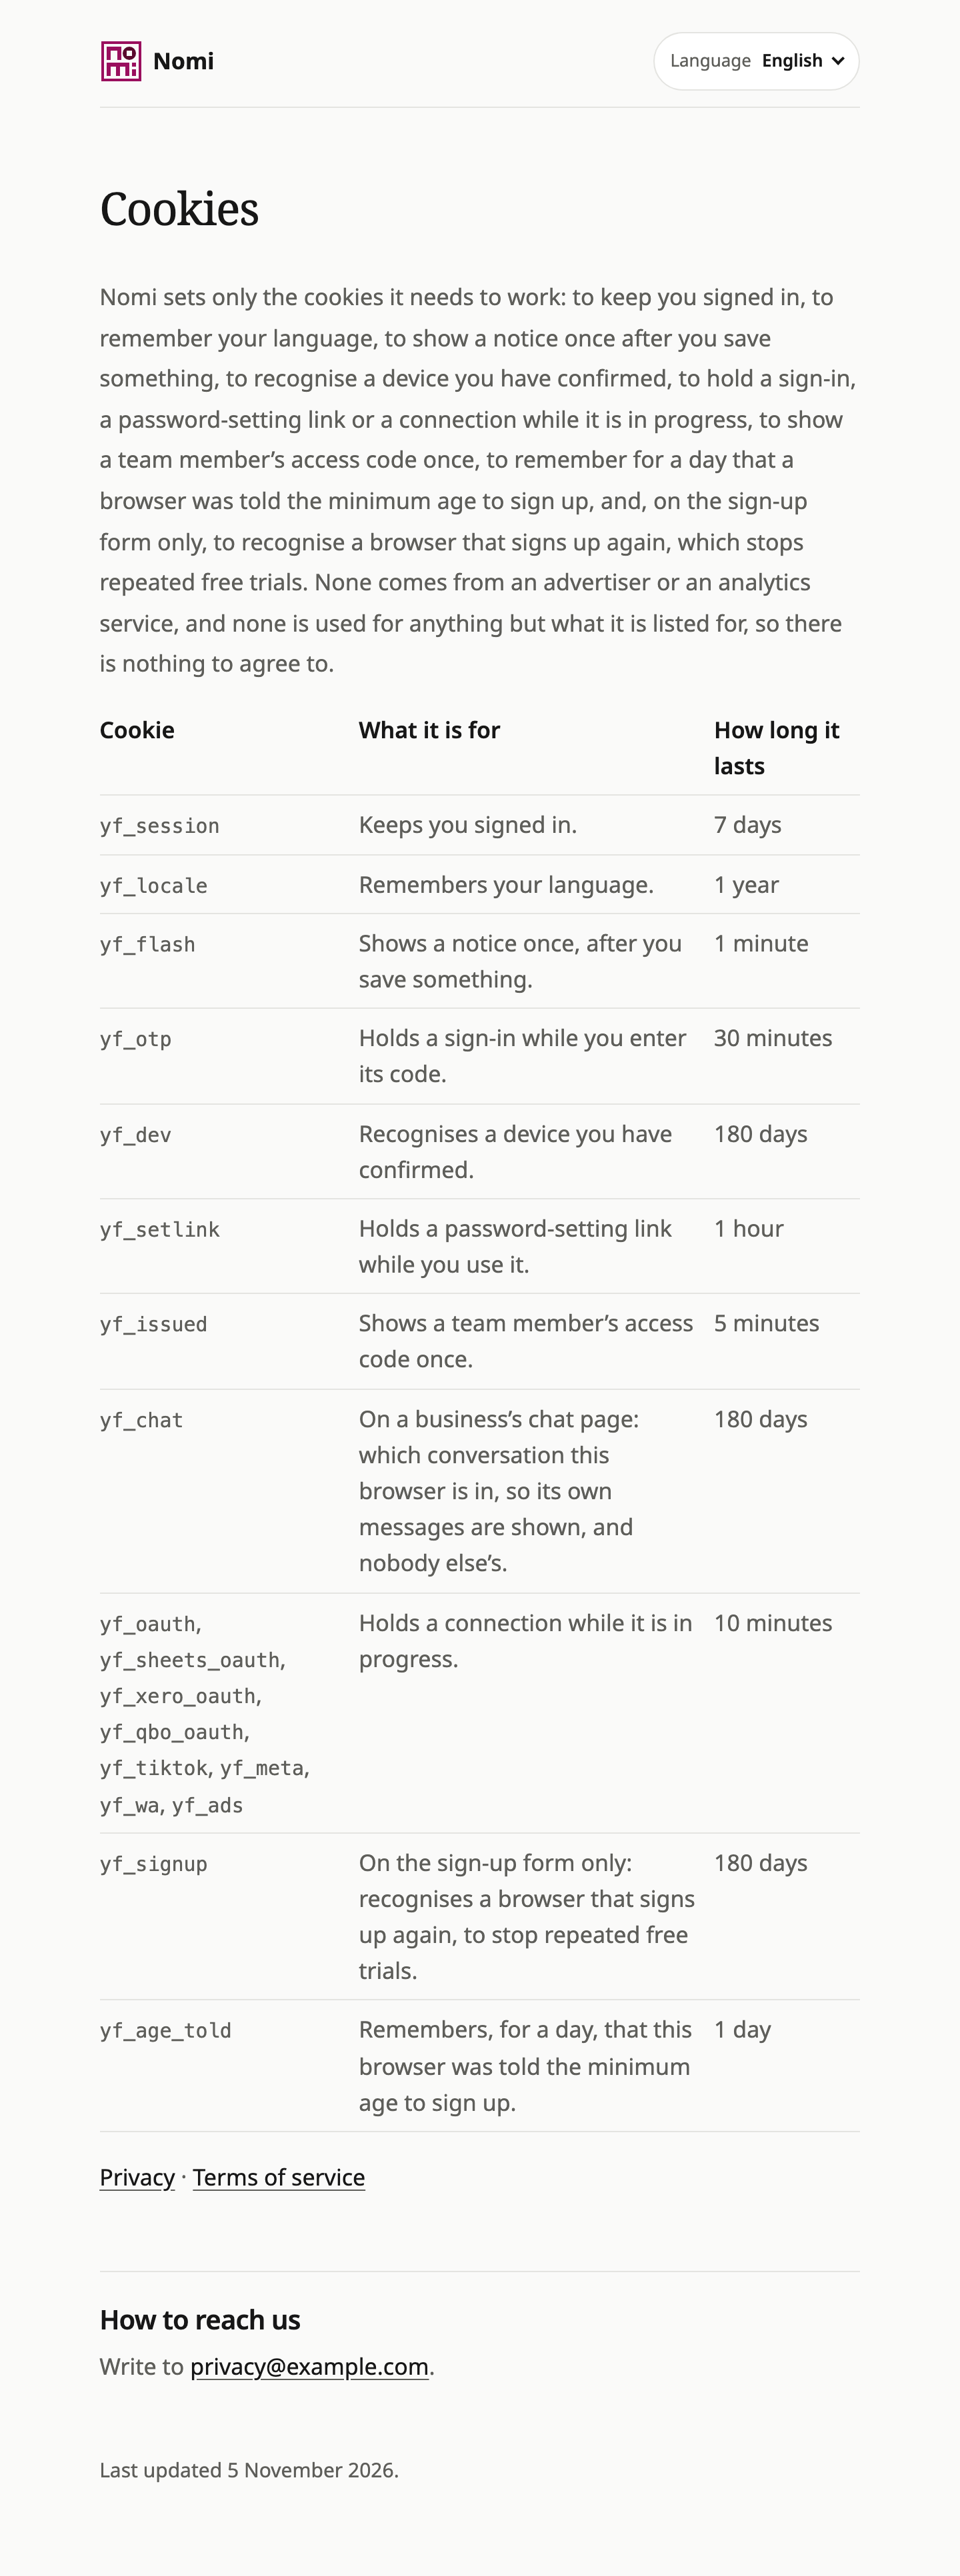 nomi
Nomi
Language English
Cookies
Nomi sets only the cookies it needs to work: to keep you signed in, to
remember your language, to show a notice once after you save
something, to recognise a device you have confirmed, to hold a sign-in,
a password-setting link or a connection while it is in progress, to show
a team member’s access code once, to remember for a day that a
browser was told the minimum age to sign up, and, on the sign-up
form only, to recognise a browser that signs up again, which stops
repeated free trials. None comes from an advertiser or an analytics
service, and none is used for anything but what it is listed for, so there
is nothing to agree to.
Cookie What it is for How long it
lasts
yf_session Keeps you signed in. 7 days
yf_locale Remembers your language. 1 year
yf_flash Shows a notice once, after you 1 minute
save something.
yf_otp Holds a sign-in while you enter 30 minutes
its code.
yf_dev Recognises a device you have 180 days
confirmed.
yf_setlink Holds a password-setting link 1 hour
while you use it.
yf_issued Shows a team member’s access 5 minutes
code once.
yf_chat On a business’s chat page: 180 days
which conversation this
browser is in, so its own
messages are shown, and
nobody else’s.
yf_oauth, Holds a connection while it is in 10 minutes
yf_sheets_oauth, progress.
yf_xero_oauth,
yf_qbo_oauth,
yf_tiktok, yf_meta,
yf_wa, yf_ads
yf_signup On the sign-up form only: 180 days
recognises a browser that signs
up again, to stop repeated free
trials.
yf_age_told Remembers, for a day, that this 1 day
browser was told the minimum
age to sign up.
Privacy · Terms of service
How to reach us
Write to privacy@example.com.
Last updated 5 November 2026.